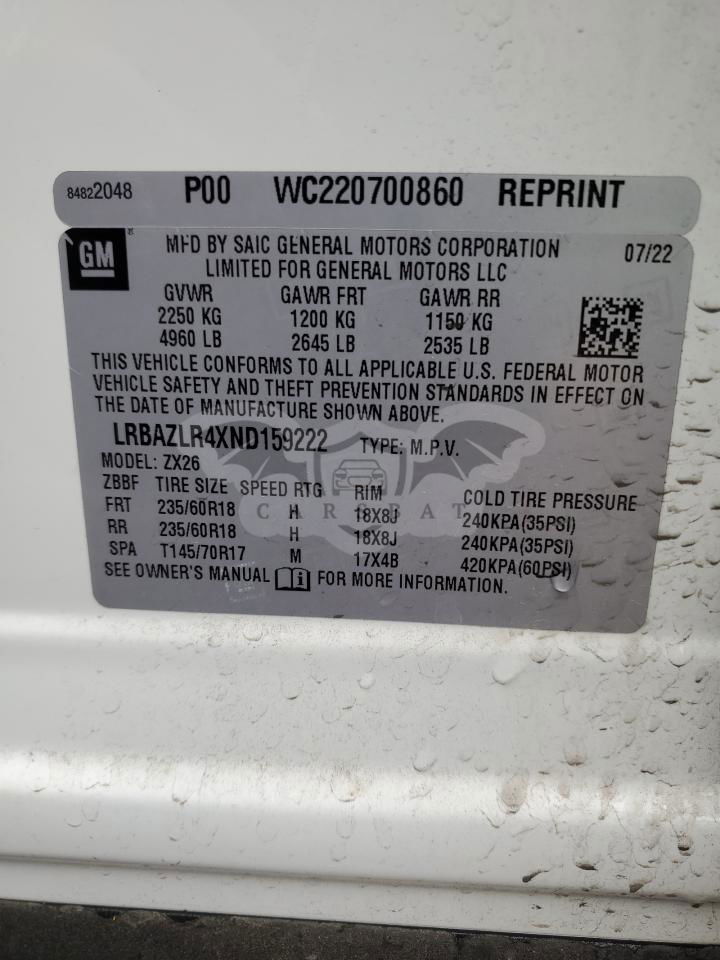 84822048 P00 WC220700860 REPRINT
GM
MFD BY SAIC GENERAL MOTORS CORPORATION 07/22
LIMITED FOR GENERAL MOTORS LLC
GVWR GAWR FRT GAWR RR
2250 KG 1200 KG 1150 KG
4960 LB 2645 LB 2535 LB
THIS VEHICLE CONFORMS TO ALL APPLICABLE U.S. FEDERAL MOTOR
VEHICLE SAFETY AND THEFT PREVENTION STANDARDS IN EFFECT ON
THE DATE OF MANUFACTURE SHOWN ABOVE.
LRBAZLR4XND159222 TYPE: M.P.V.
MODEL: ZX26
ZBBF TIRE SIZE SPEED RTG RIM COLD TIRE PRESSURE
FRT 235/60R18 H 18X8J 240KPA(35PSI)
CARSBAT
RR 235/60R18 H 18X8J 240KPA(35PSI)
SPA T145/70R17 M 17X4B 420KPA(60PSI)
SEE OWNER'S MANUAL FOR MORE INFORMATION.